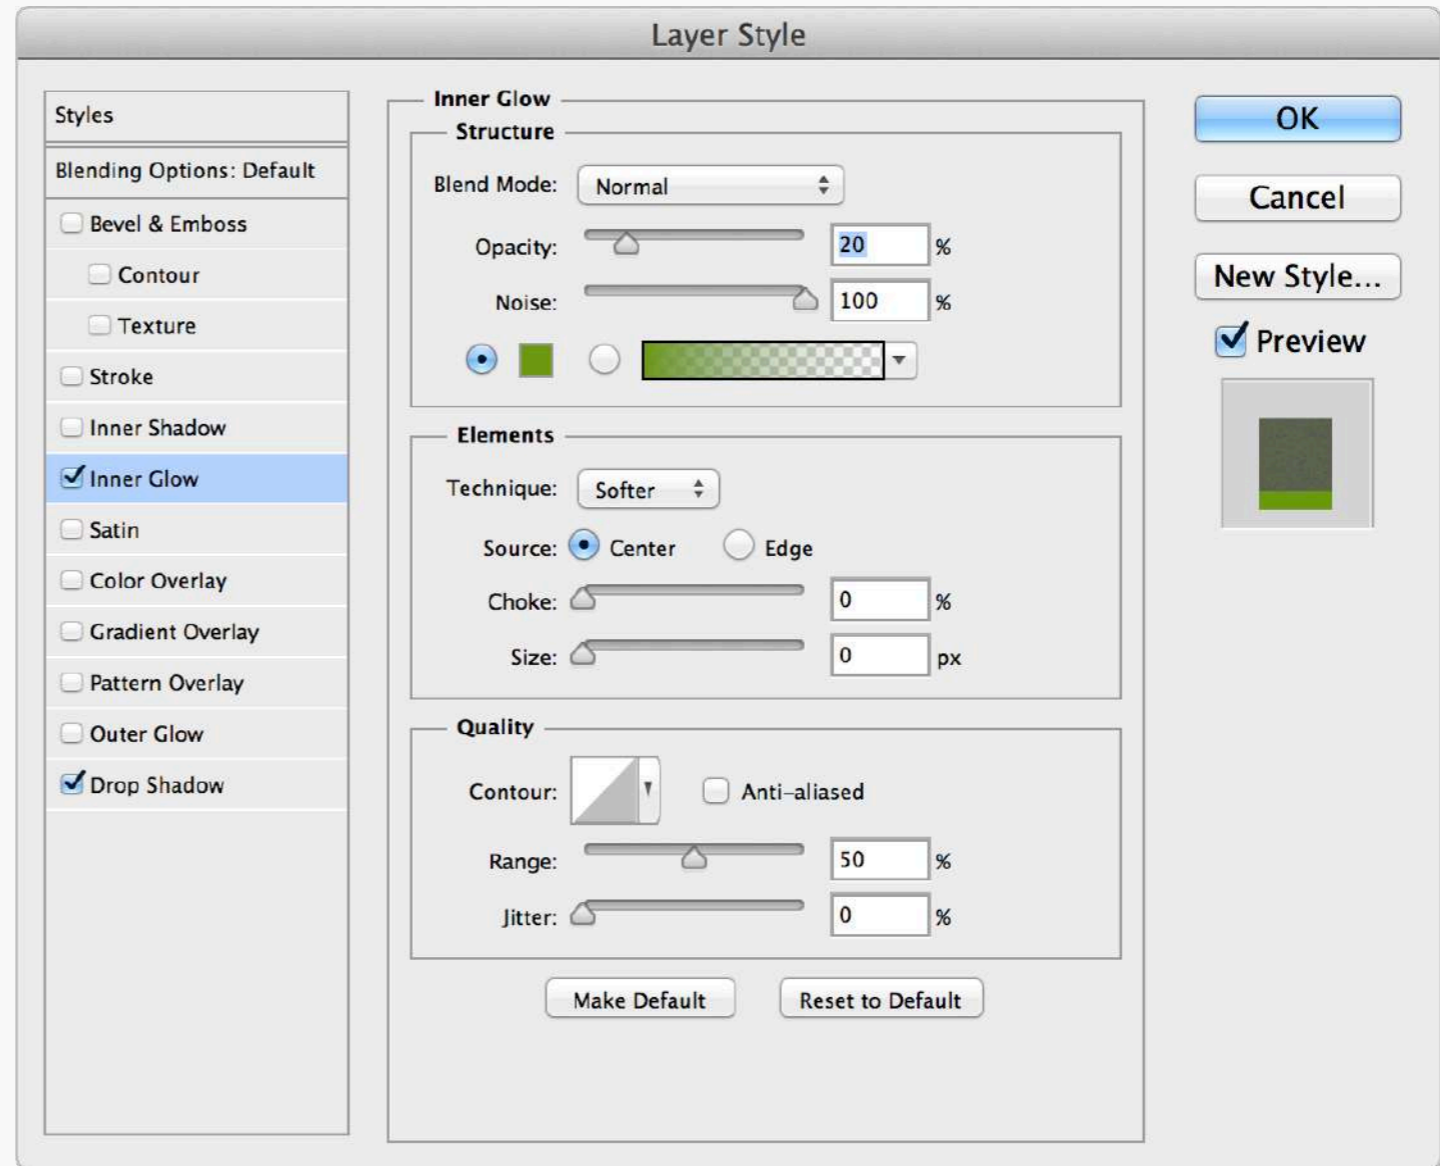 Layer Style
Styles
Blending Options: Default
Bevel & Emboss
Contour
Texture
Stroke
Inner Shadow
Inner Glow
Satin
Color Overlay
Gradient Overlay
Pattern Overlay
Outer Glow
Drop Shadow
Inner Glow
Structure
Blend Mode: Normal
Opacity: 20 %
Noise: 100 %
Elements
Technique: Softer
Source: Center Edge
Choke: 0 %
Size: 0 px
Quality
Contour: Anti-aliased
Range: 50 %
Jitter: 0 %
Make Default Reset to Default
OK
Cancel
New Style...
Preview